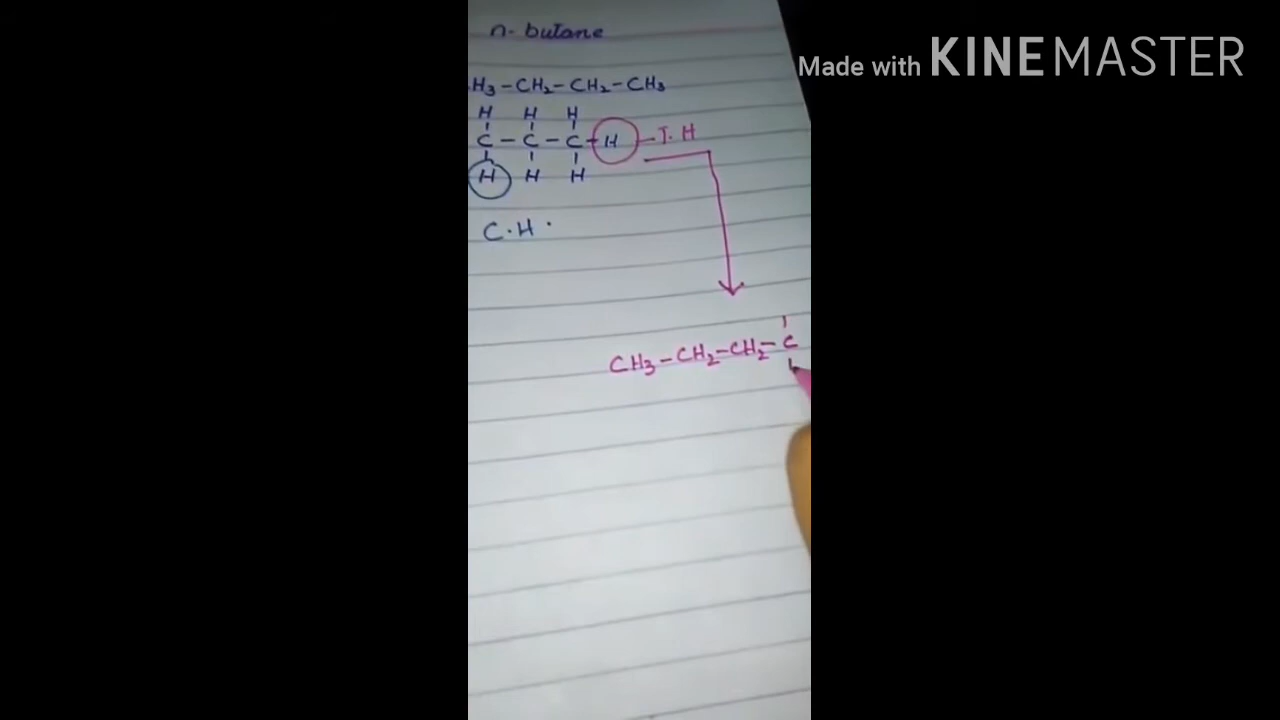 n-butane
Made with KINEMASTER
H₃-CH₂-CH₂-CH₃
H H H
C-C-C-H-T.H
H H H
C.H.
CH₃-CH₂-CH₂-C